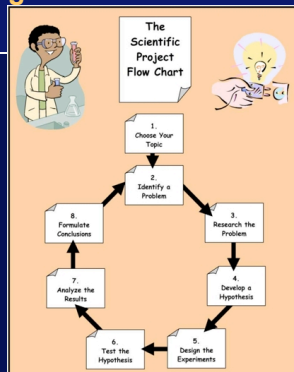 The
Scientific
Project
Flow Chart
1.
Choose Your
Topic
2.
Identify a
Problem
3.
Research the
Problem
4.
Develop a
Hypothesis
5.
Design the
Experiments
6.
Test the
Hypothesis
7.
Analyze the
Results
8.
Formulate
Conclusions